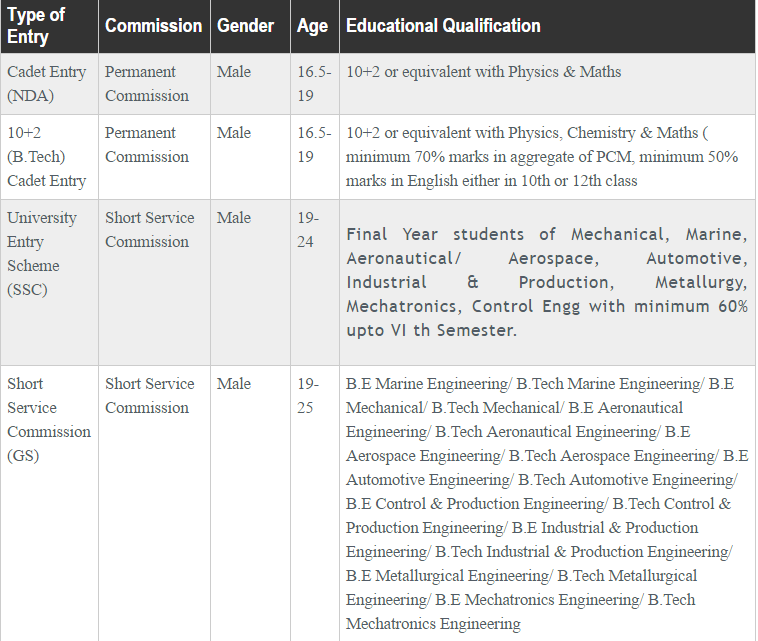 Type of Entry Commission Gender Age Educational Qualification
Cadet Entry Permanent Male 16.5- 10+2 or equivalent with Physics & Maths
(NDA) Commission 19
10+2 Permanent Male 16.5- 10+2 or equivalent with Physics, Chemistry & Maths (
(B.Tech) Commission 19 minimum 70% marks in aggregate of PCM, minimum 50%
Cadet Entry marks in English either in 10th or 12th class
University Short Service Male 19-
Entry Commission 24 Final Year students of Mechanical, Marine,
Scheme Aeronautical/ Aerospace, Automotive,
(SSC) Industrial & Production, Metallurgy,
Mechatronics, Control Engg with minimum 60%
upto VI th Semester.
Short Short Service Male 19- B.E Marine Engineering/ B.Tech Marine Engineering/ B.E
Service Commission 25 Mechanical/ B.Tech Mechanical/ B.E Aeronautical
Commission Engineering/ B.Tech Aeronautical Engineering/ B.E
(GS) Aerospace Engineering/ B.Tech Aerospace Engineering/ B.E
Automotive Engineering/ B.Tech Automotive Engineering/
B.E Control & Production Engineering/ B.Tech Control &
Production Engineering/ B.E Industrial & Production
Engineering/ B.Tech Industrial & Production Engineering/
B.E Metallurgical Engineering/ B.Tech Metallurgical
Engineering/ B.E Mechatronics Engineering/ B.Tech
Mechatronics Engineering